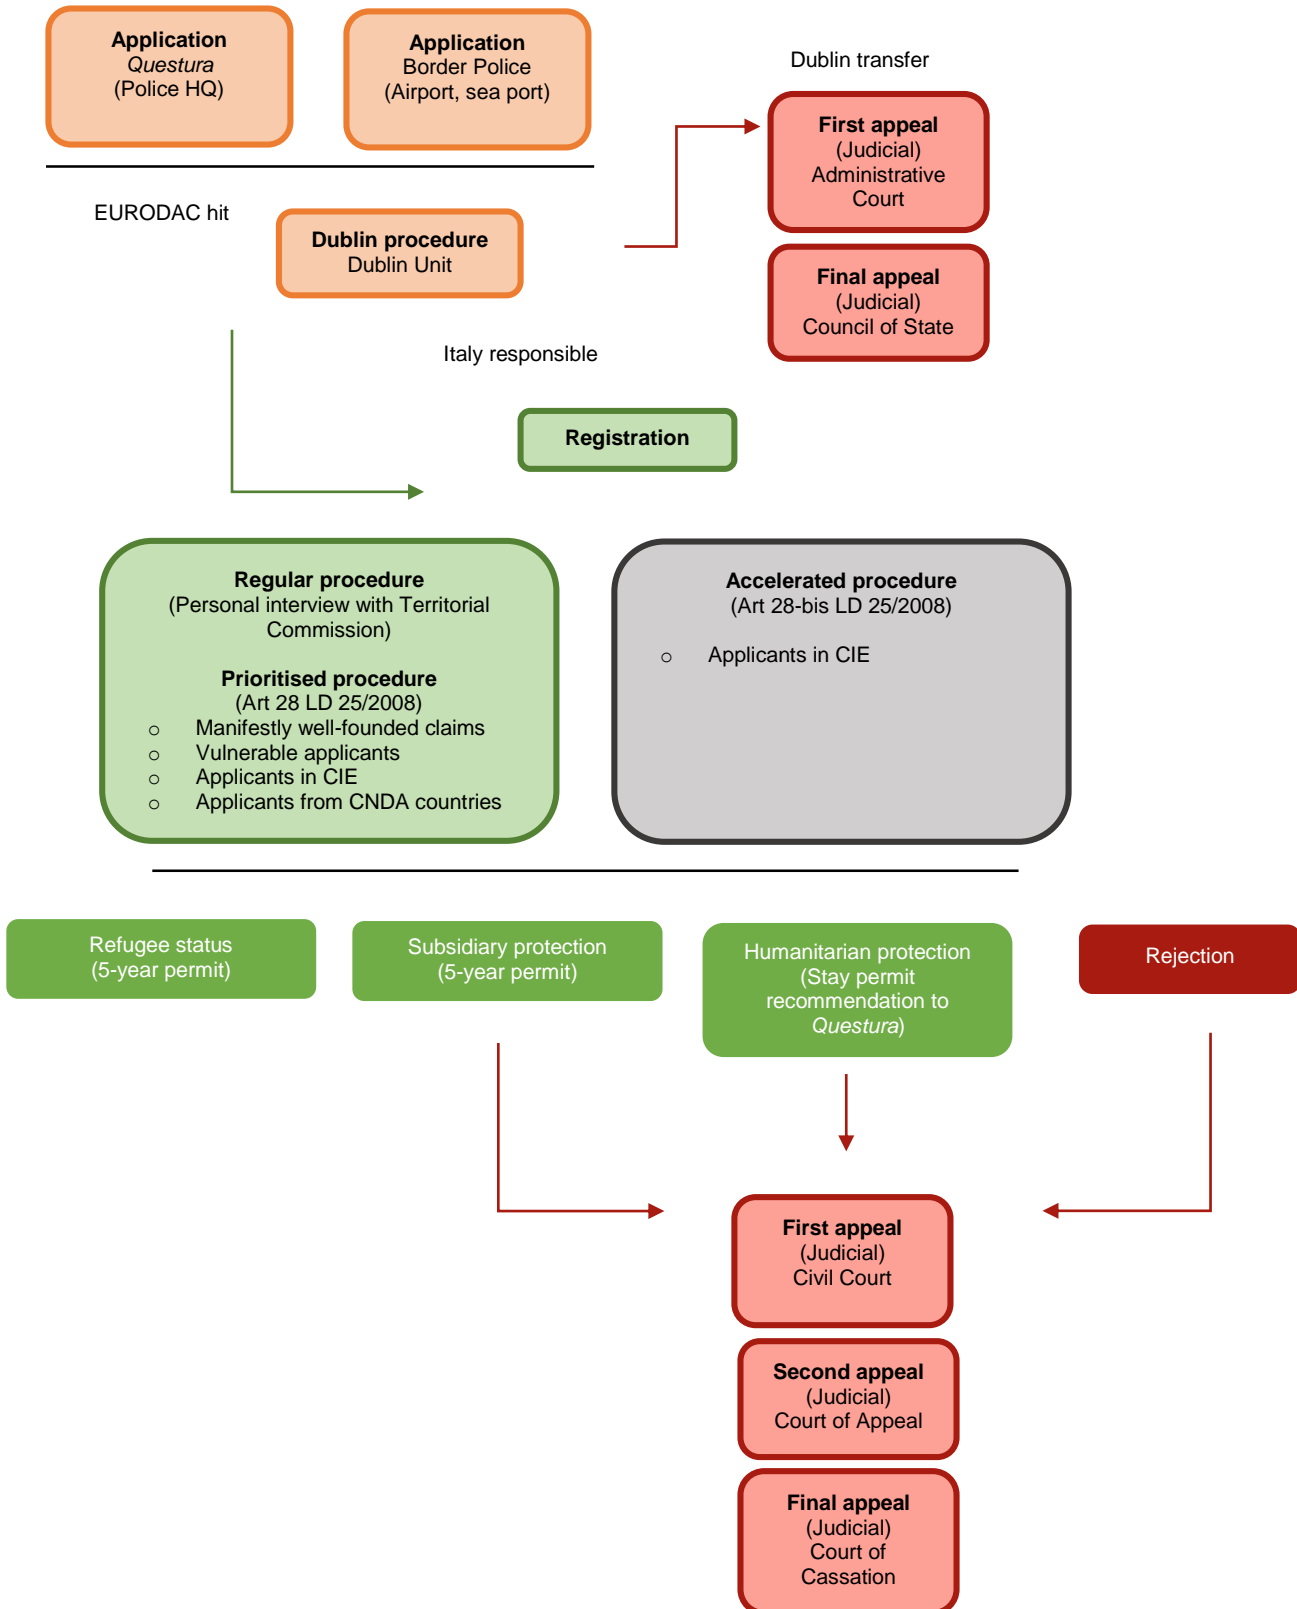 Application
Questura
(Police HQ)
Application
Border Police
(Airport, sea port)
Dublin transfer
First appeal
(Judicial)
Administrative
Court
EURODAC hit
Dublin procedure
Dublin Unit
Final appeal
(Judicial)
Council of State
Italy responsible
Registration
Regular procedure
(Personal interview with Territorial
Commission)
Prioritised procedure
(Art 28 LD 25/2008)
o Manifestly well-founded claims
o Vulnerable applicants
o Applicants in CIE
o Applicants from CNDA countries
Accelerated procedure
(Art 28-bis LD 25/2008)
o Applicants in CIE
Refugee status
(5-year permit)
Subsidiary protection
(5-year permit)
Humanitarian protection
(Stay permit
recommendation to
Questura)
Rejection
First appeal
(Judicial)
Civil Court
Second appeal
(Judicial)
Court of Appeal
Final appeal
(Judicial)
Court of
Cassation